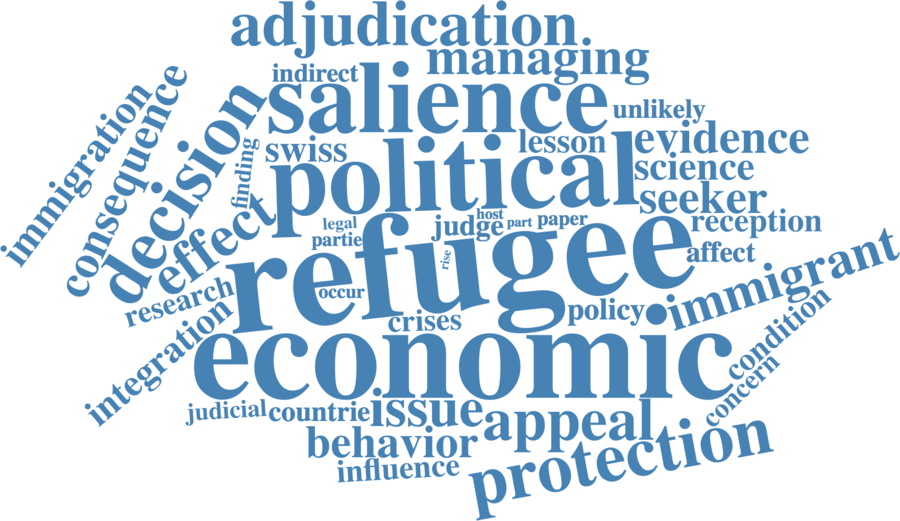 adjudication
managing
indirect
salience
unlikely
immigration
consequence
decision
finding
swiss
lesson
evidence
political
science
seeker
effect
legal
partie
judge
host
part
paper
reception
refugee
rise
affect
research
occur
immigrant
integration
crises
policy
condition
economic
concern
judicial
countrie
issue
appeal
behavior
protection
influence